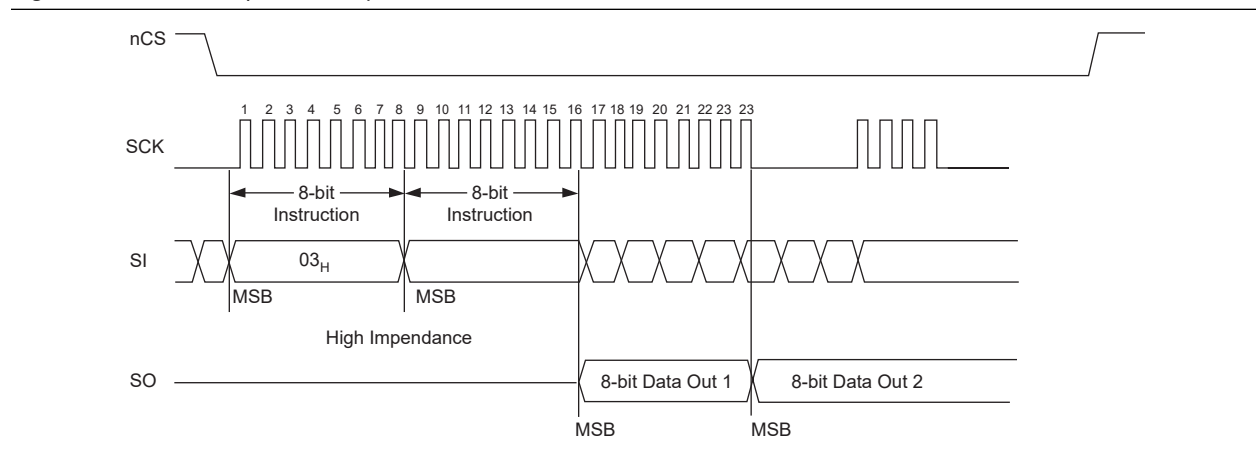 nCS
1 2 3 4 5 6 7 8 9 10 11 12 13 14 15 16 17 18 19 20 21 22 23 23
SCK
8-bit
Instruction
8-bit
Instruction
SI
03H
MSB
MSB
High Impendance
SO
8-bit Data Out 1
8-bit Data Out 2
MSB
MSB